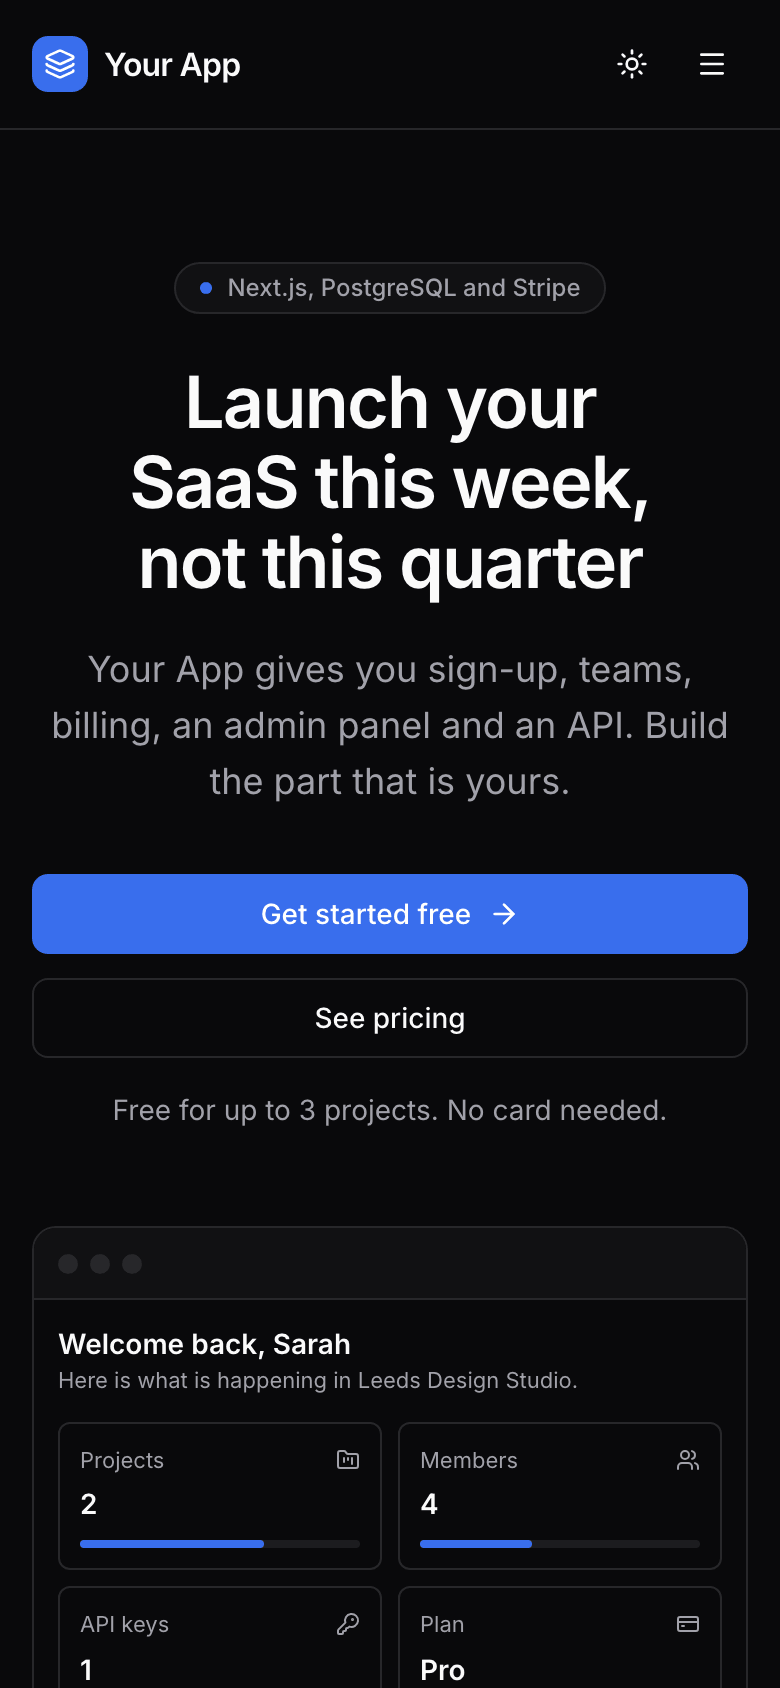 Your App
Next.js, PostgreSQL and Stripe
Launch your
SaaS this week,
not this quarter
Your App gives you sign-up, teams,
billing, an admin panel and an API. Build
the part that is yours.
Get started free
See pricing
Free for up to 3 projects. No card needed.
Welcome back, Sarah
Here is what is happening in Leeds Design Studio.
Projects
2
Members
4
API keys
1
Plan
Pro